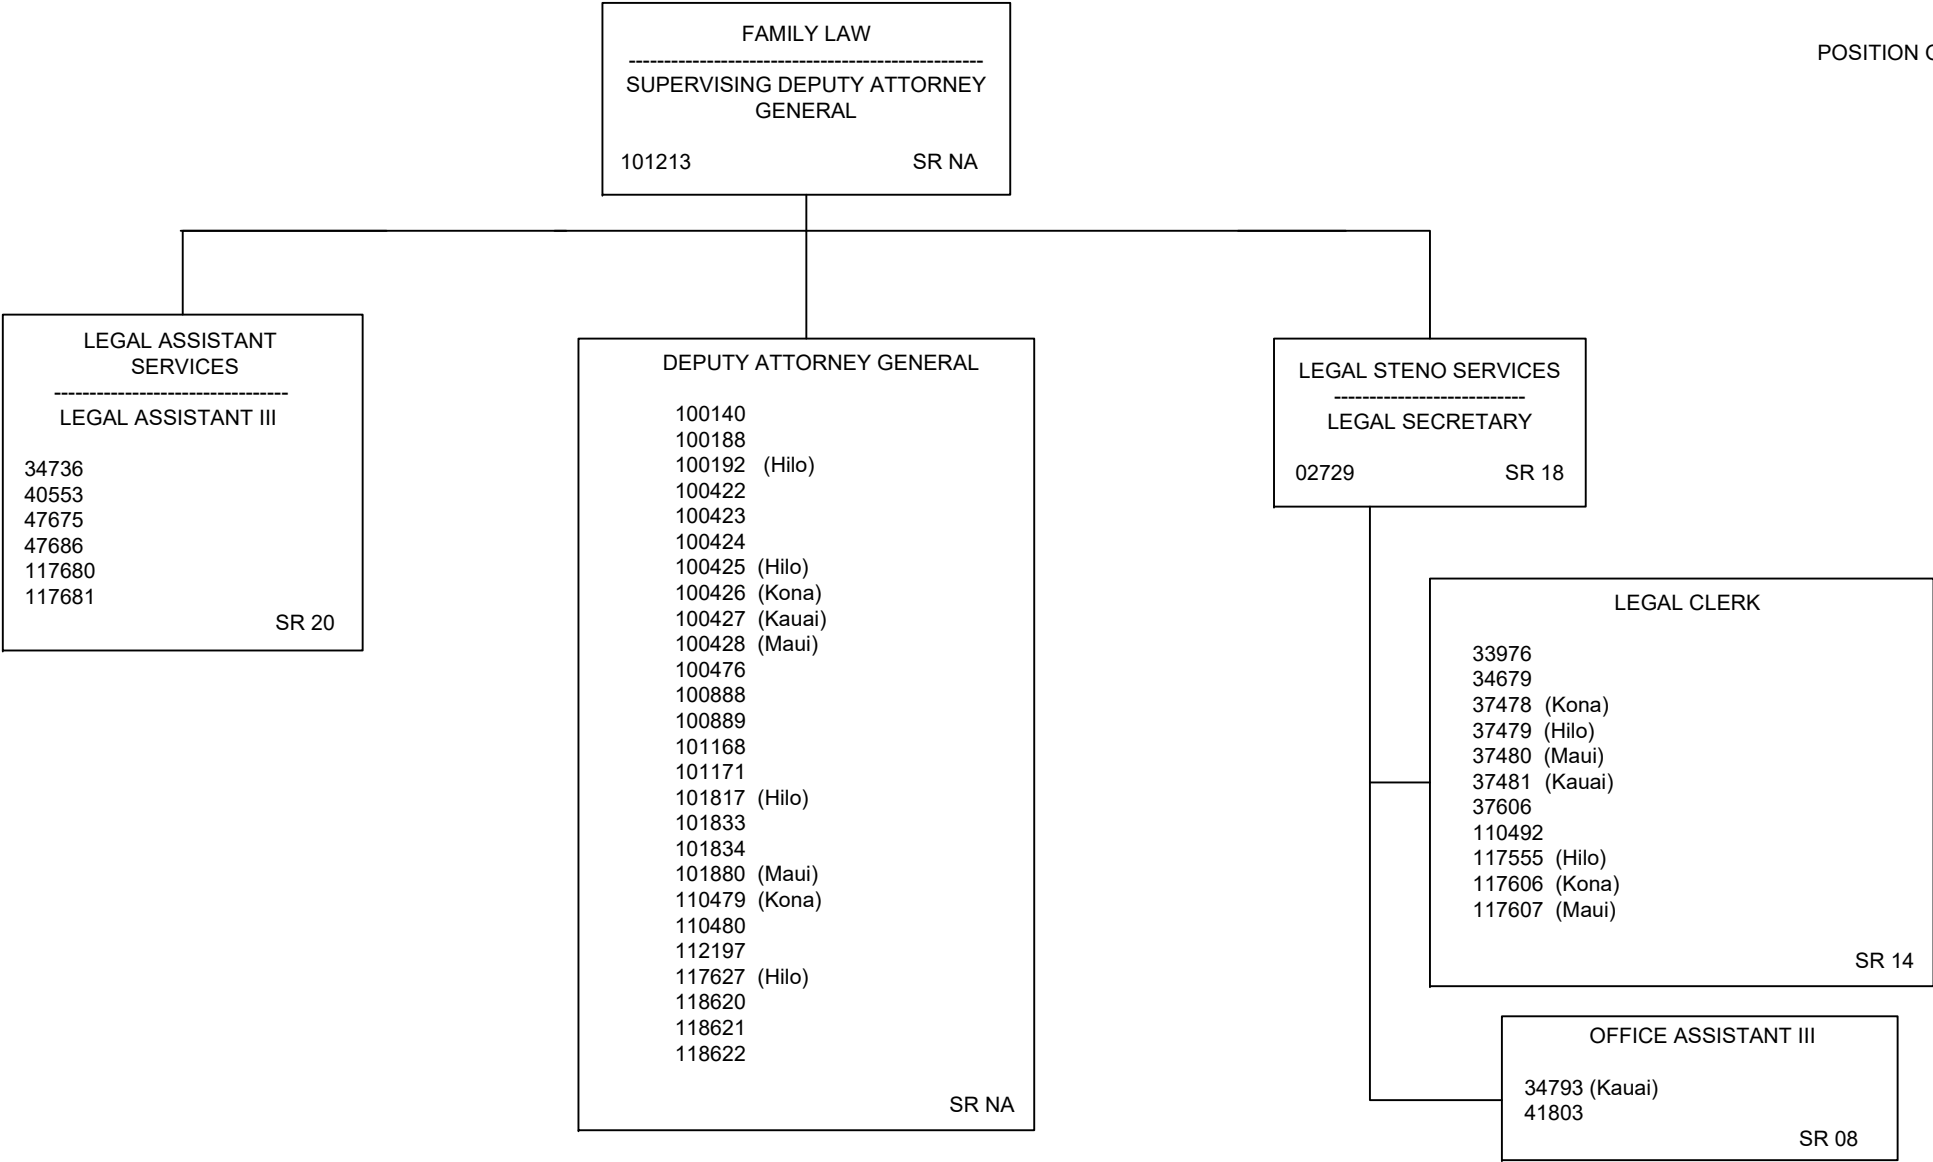 FAMILY LAW
--------------------------------------------------
SUPERVISING DEPUTY ATTORNEY
GENERAL
101213 SR NA
POSITION
LEGAL ASSISTANT
SERVICES
---------------------------------
LEGAL ASSISTANT III
34736
40553
47675
47686
117680
117681
SR 20
DEPUTY ATTORNEY GENERAL
100140
100188
100192 (Hilo)
100422
100423
100424
100425 (Hilo)
100426 (Kona)
100427 (Kauai)
100428 (Maui)
100476
100888
100889
101168
101171
101817 (Hilo)
101833
101834
101880 (Maui)
110479 (Kona)
110480
112197
117627 (Hilo)
118620
118621
118622
SR NA
LEGAL STENO SERVICES
---------------------------
LEGAL SECRETARY
02729 SR 18
LEGAL CLERK
33976
34679
37478 (Kona)
37479 (Hilo)
37480 (Maui)
37481 (Kauai)
37606
110492
117555 (Hilo)
117606 (Kona)
117607 (Maui)
SR 14
OFFICE ASSISTANT III
34793 (Kauai)
41803
SR 08